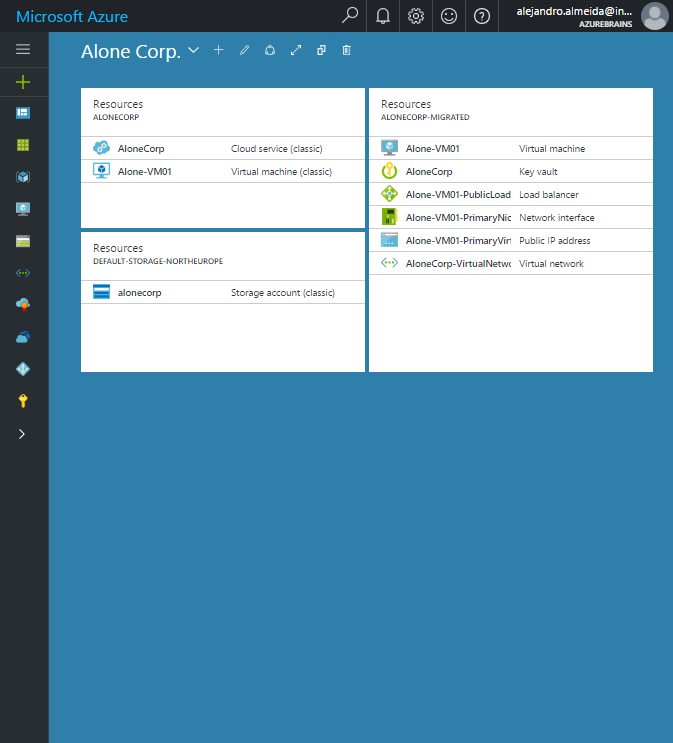 Microsoft Azure
alejandro.almeida@in...
AZUREBRAINS
Alone Corp.
Resources
ALONECORP
AloneCorp Cloud service (classic)
Alone-VM01 Virtual machine (classic)
Resources
DEFAULT-STORAGE-NORTHEUROPE
alonecorp Storage account (classic)
Resources
ALONECORP-MIGRATED
Alone-VM01 Virtual machine
AloneCorp Key vault
Alone-VM01-PublicLoad Load balancer
Alone-VM01-PrimaryNic Network interface
Alone-VM01-PrimaryVirt Public IP address
AloneCorp-VirtualNetwo Virtual network